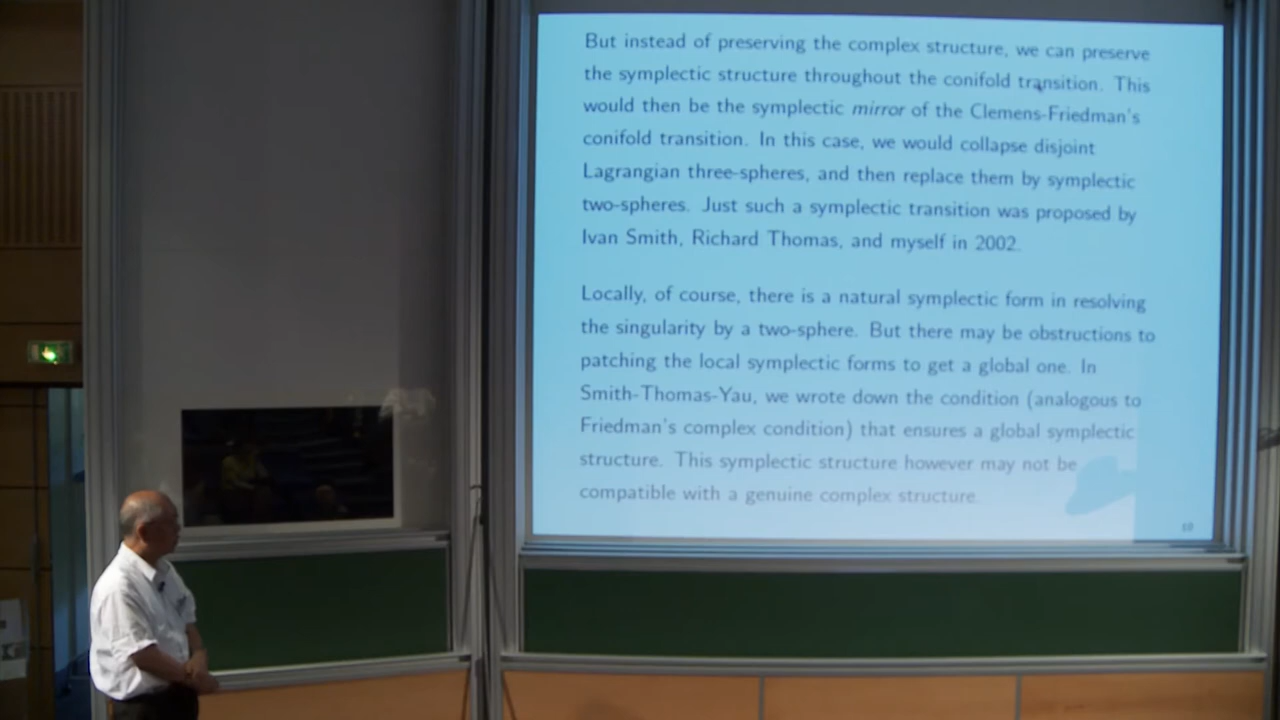 But instead of preserving the complex structure, we can preserve
the symplectic structure throughout the conifold transition. This
would then be the symplectic mirror of the Clemens-Friedman's
conifold transition. In this case, we would collapse disjoint
Lagrangian three-spheres, and then replace them by symplectic
two-spheres. Just such a symplectic transition was proposed by
Ivan Smith, Richard Thomas, and myself in 2002.
Locally, of course, there is a natural symplectic form in resolving
the singularity by a two-sphere. But there may be obstructions to
patching the local symplectic forms to get a global one. In
Smith-Thomas-Yau, we wrote down the condition (analogous to
Friedman's complex condition) that ensures a global symplectic
structure. This symplectic structure however may not be
compatible with a genuine complex structure.